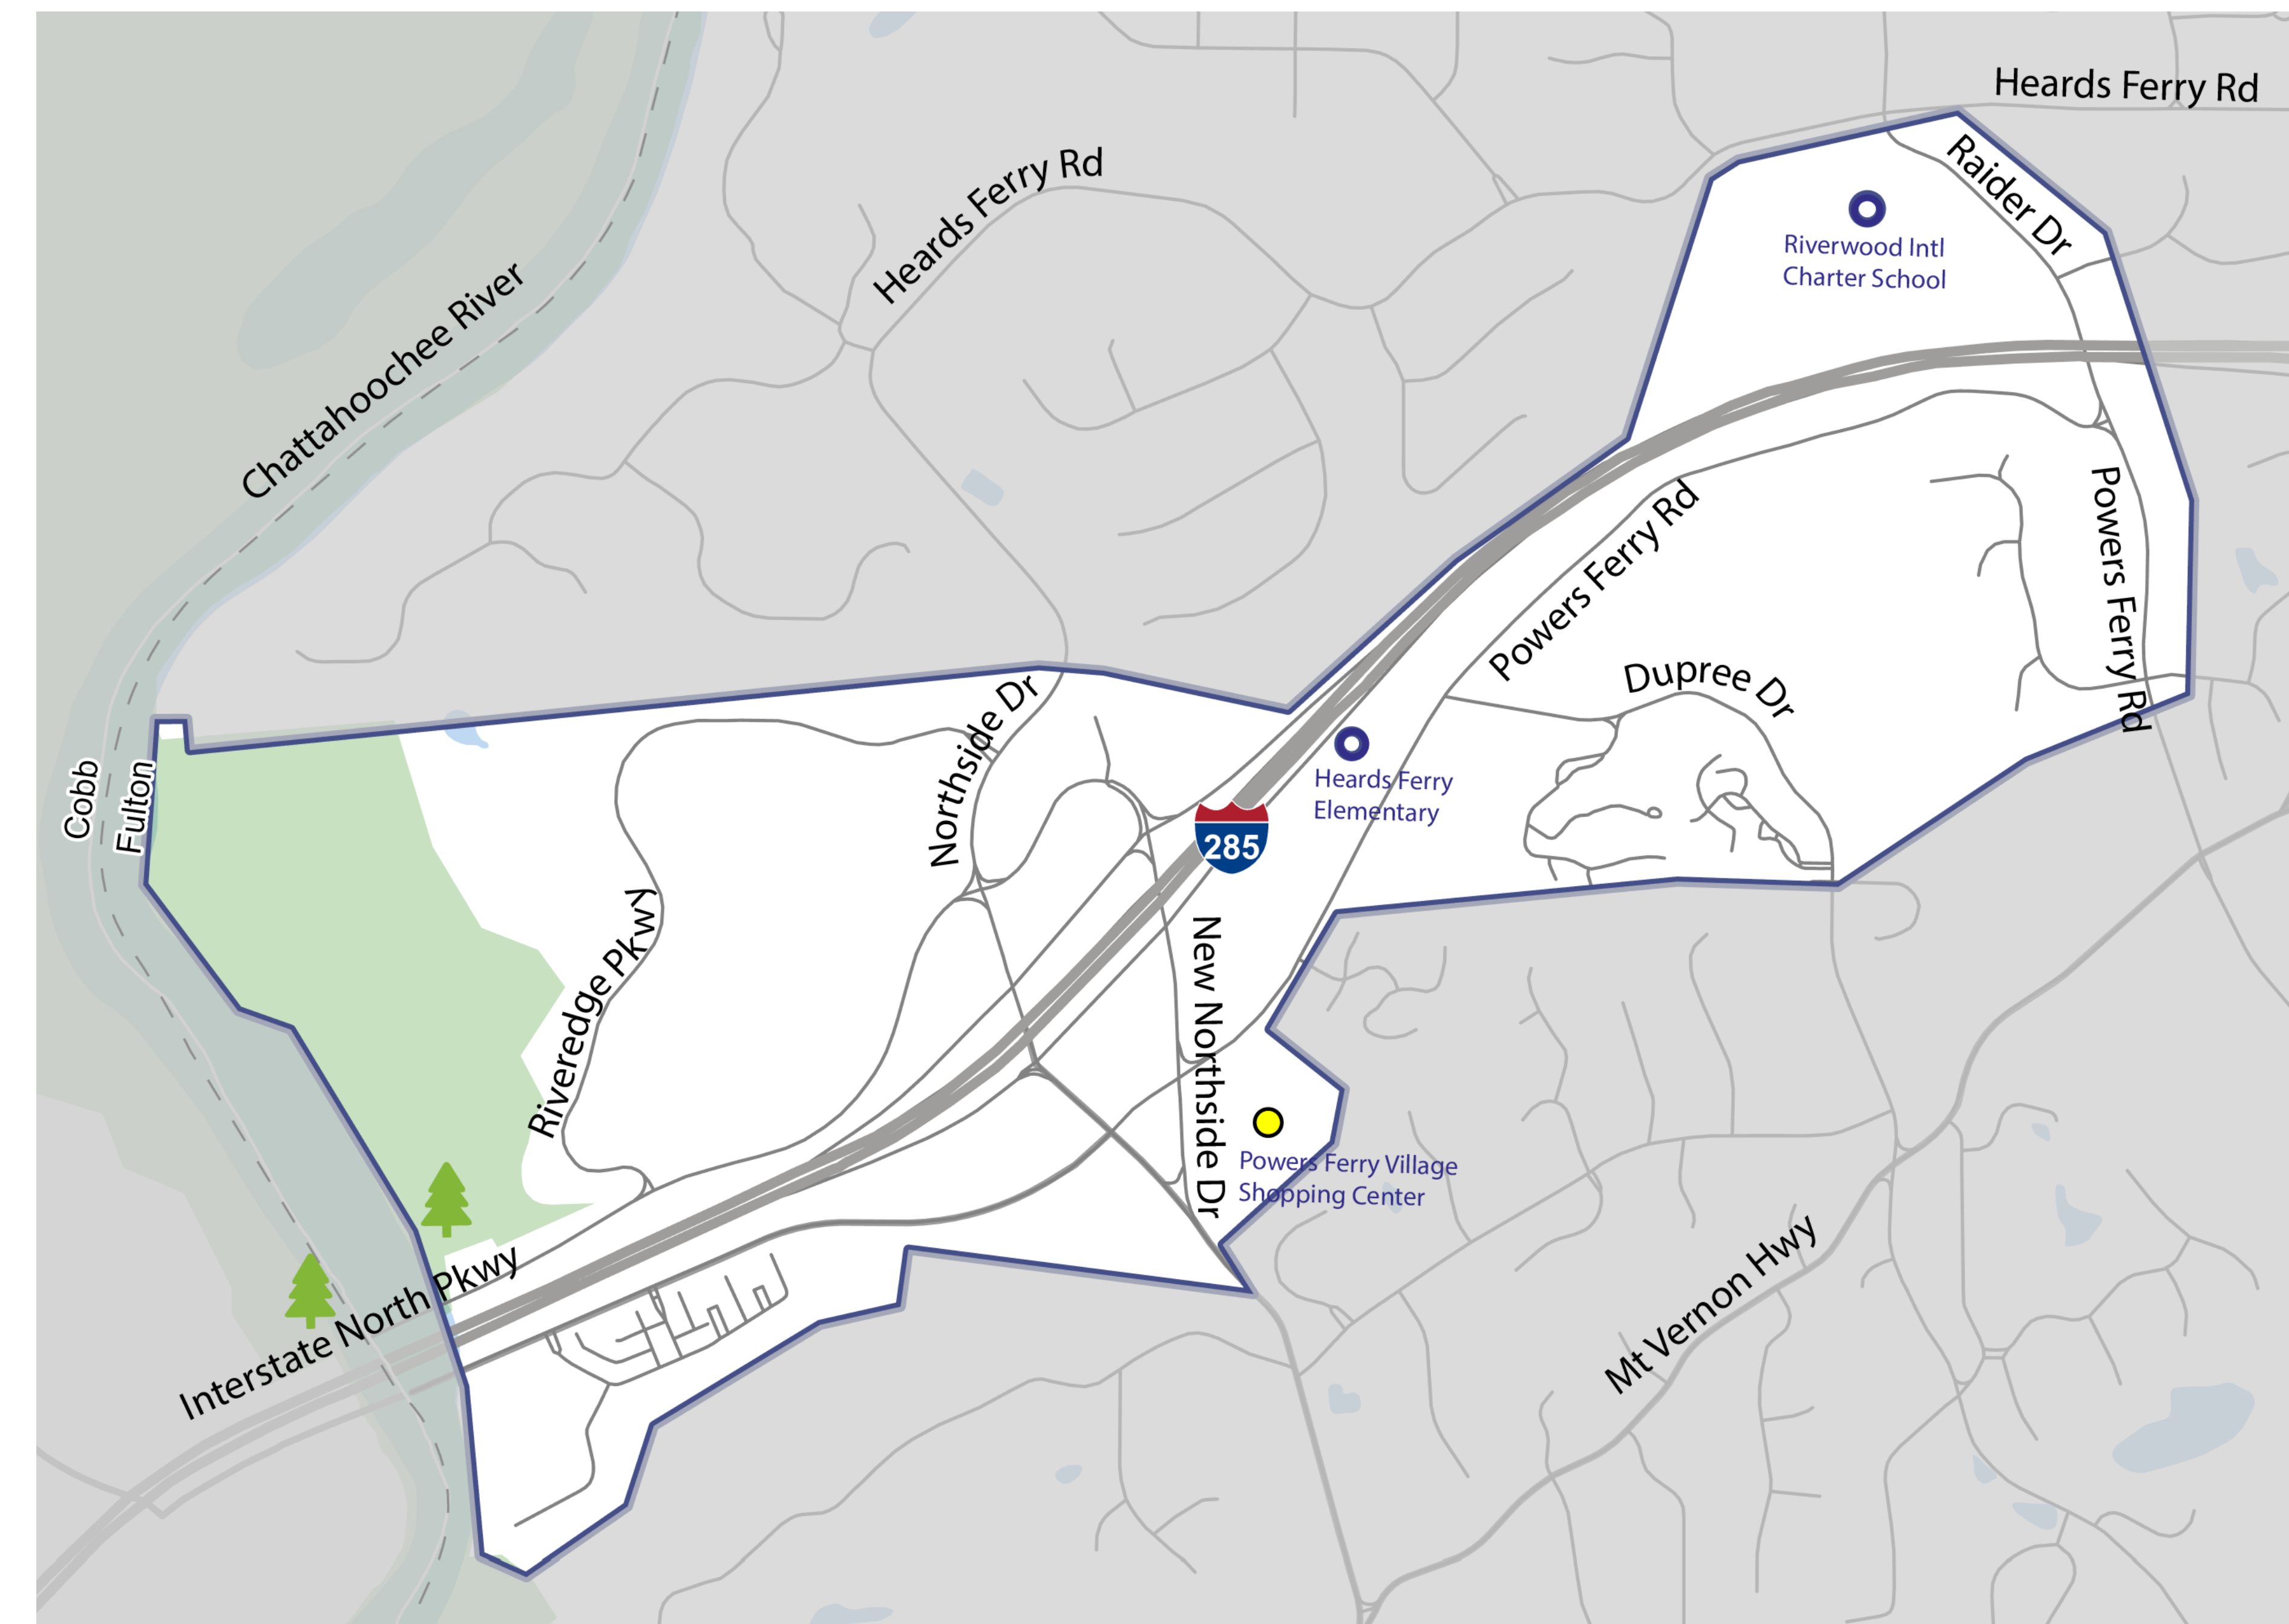 Heards Ferry Rd
Raider Dr
Heards Ferry Rd
Riverwood Intl
Charter School
Chattahoochee River
Powers Ferry Rd
Powers Ferry Rd
Dupree Dr
Northside Dr
Heards Ferry
Elementary
Cobb
Fulton
285
Riveredge Pkwy
New Northside Dr
Powers Ferry Village
Shopping Center
Interstate North Pkwy
Mt Vernon Hwy